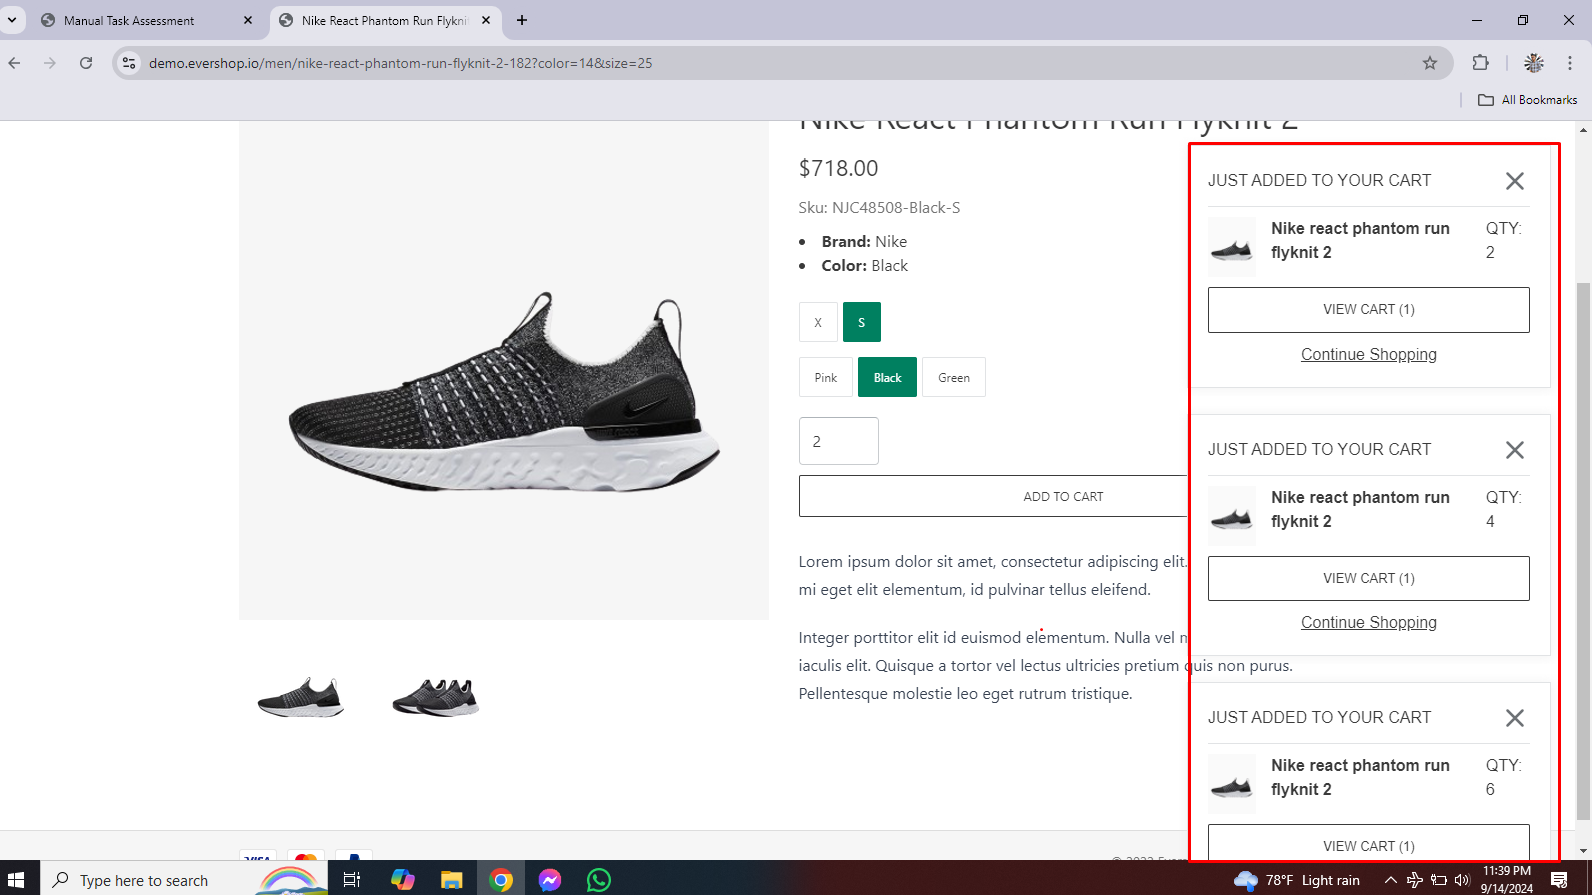 Manual Task Assessment
Nike React Phantom Run Flykni
demo.evershop.io/men/nike-react-phantom-run-flyknit-2-182?color=14&size=25
All Bookmarks
Nike React Phantom Run Flyknit 2
$718.00
Sku: NJC48508-Black-S
Brand: Nike
Color: Black
X
S
Pink
Black
Green
2
ADD TO CART
Lorem ipsum dolor sit amet, consectetur adipiscing elit.
mi eget elit elementum, id pulvinar tellus eleifend.
Integer porttitor elit id euismod elementum. Nulla vel
iaculis elit. Quisque a tortor vel lectus ultricies pretium quis non purus.
Pellentesque molestie leo eget rutrum tristique.
JUST ADDED TO YOUR CART
Nike react phantom run
flyknit 2
QTY:
2
VIEW CART (1)
Continue Shopping
JUST ADDED TO YOUR CART
Nike react phantom run
flyknit 2
QTY:
4
VIEW CART (1)
Continue Shopping
JUST ADDED TO YOUR CART
Nike react phantom run
flyknit 2
QTY:
6
VIEW CART (1)
VISA
Type here to search
78°F Light rain
11:39 PM
9/14/2024